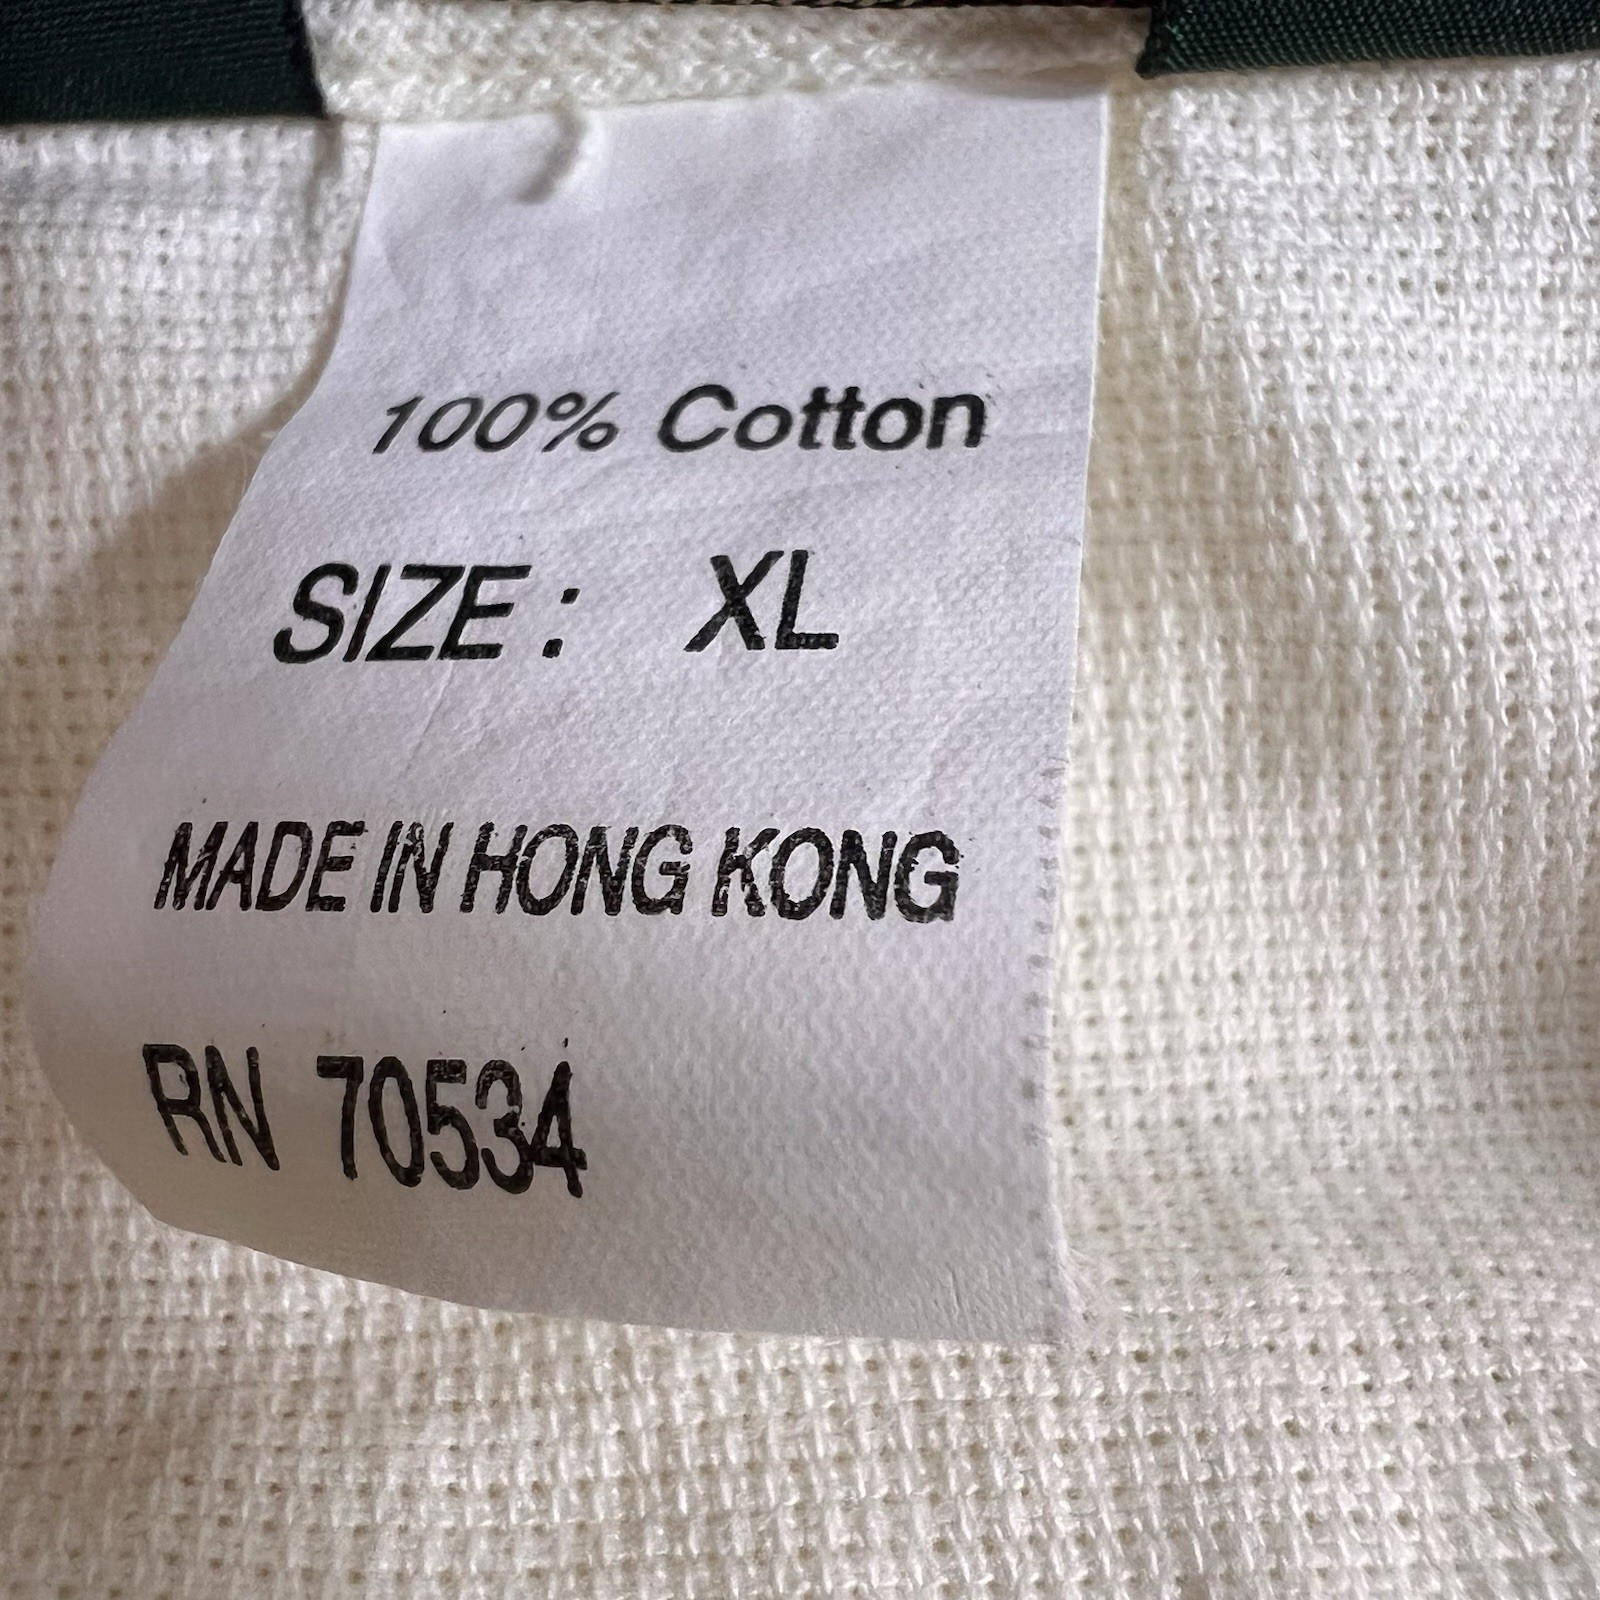 100% Cotton
SIZE: XL
MADE IN HONG KONG
RN 70534